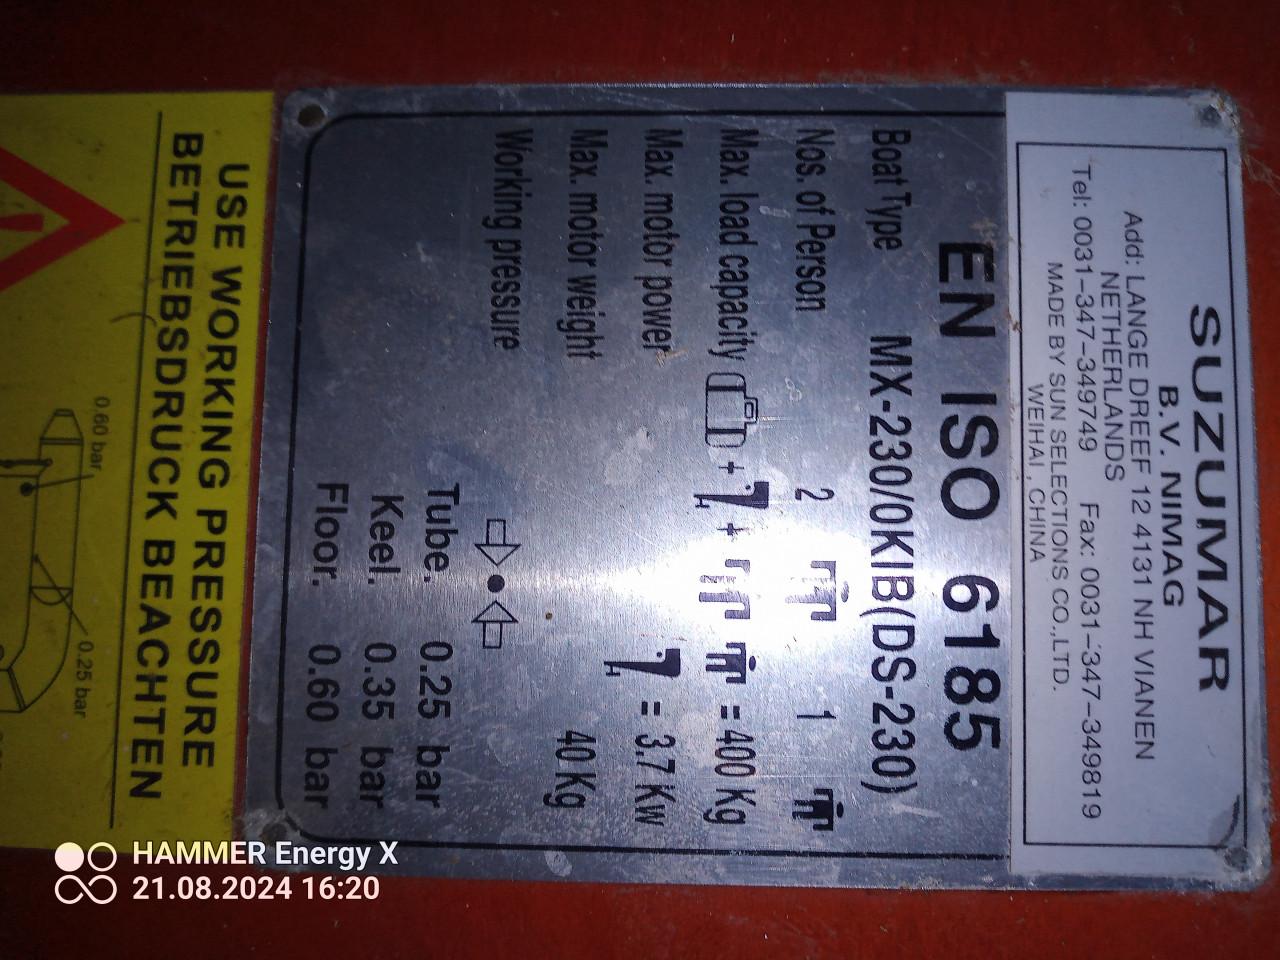 SUZUMAR
B.V. NIMAG
Add: LANGE DREEF 12 4131 NH VIANEN
NETHERLANDS
Tel: 0031-347-349749 Fax: 0031-347-349819
MADE BY SUN SELECTIONS CO.,LTD.
WEIHAI, CHINA
EN ISO 6185
Boat Type MX-230/0KIB(DS-230)
Nos. of Person 2 1
Max. load capacity + + = 400 Kg
Max. motor power = 3.7 Kw
Max. motor weight 40 Kg
Working pressure
Tube. 0.25 bar
Keel. 0.35 bar
Floor. 0.60 bar
USE WORKING PRESSURE
BETRIEBSDRUCK BEACHTEN
0.60 bar
0.25 bar
HAMMER Energy X
21.08.2024 16:20